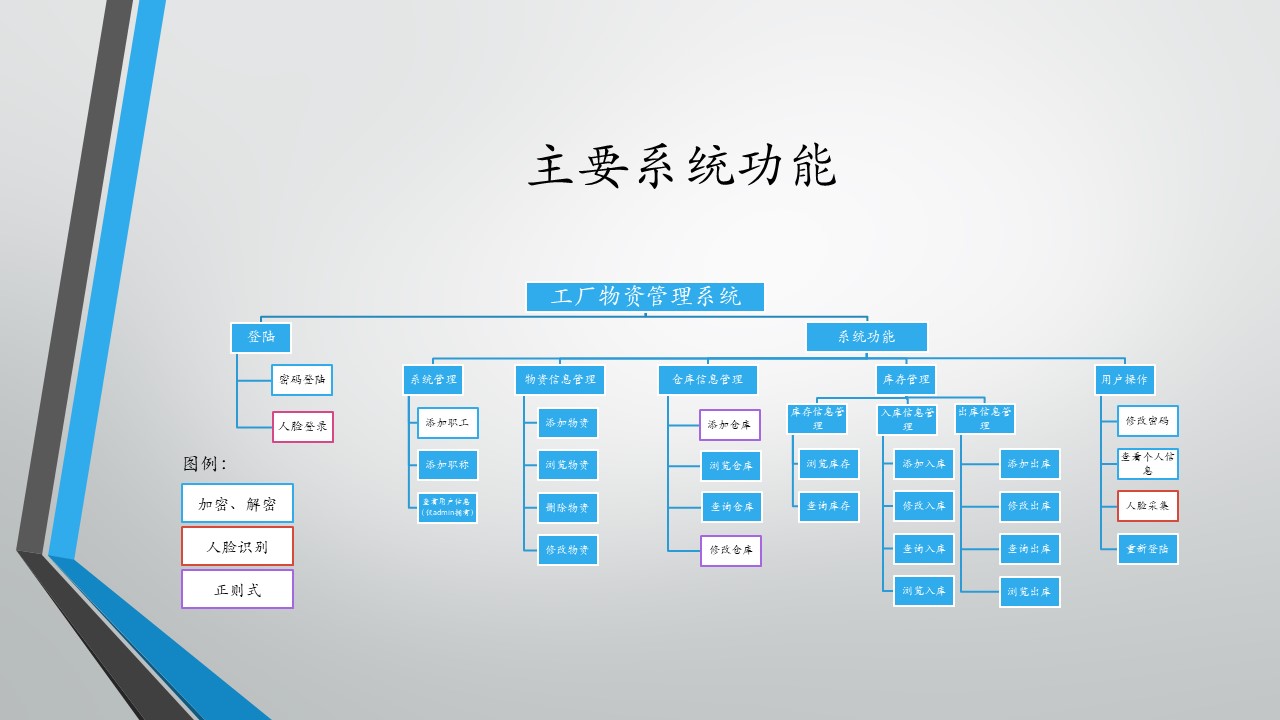 主要系统功能
工厂物资管理系统
登陆
系统功能
密码登陆
人脸登录
系统管理
添加职工
添加职称
查看用户信息
（仅admin拥有）
物资信息管理
添加物资
浏览物资
删除物资
修改物资
仓库信息管理
添加仓库
浏览仓库
查询仓库
修改仓库
库存管理
库存信息管
理
浏览库存
查询库存
入库信息管
理
添加入库
修改入库
查询入库
浏览入库
出库信息管
理
添加出库
修改出库
查询出库
浏览出库
用户操作
修改密码
查看个人信
息
人脸采集
重新登陆
图例：
加密、解密
人脸识别
正则式